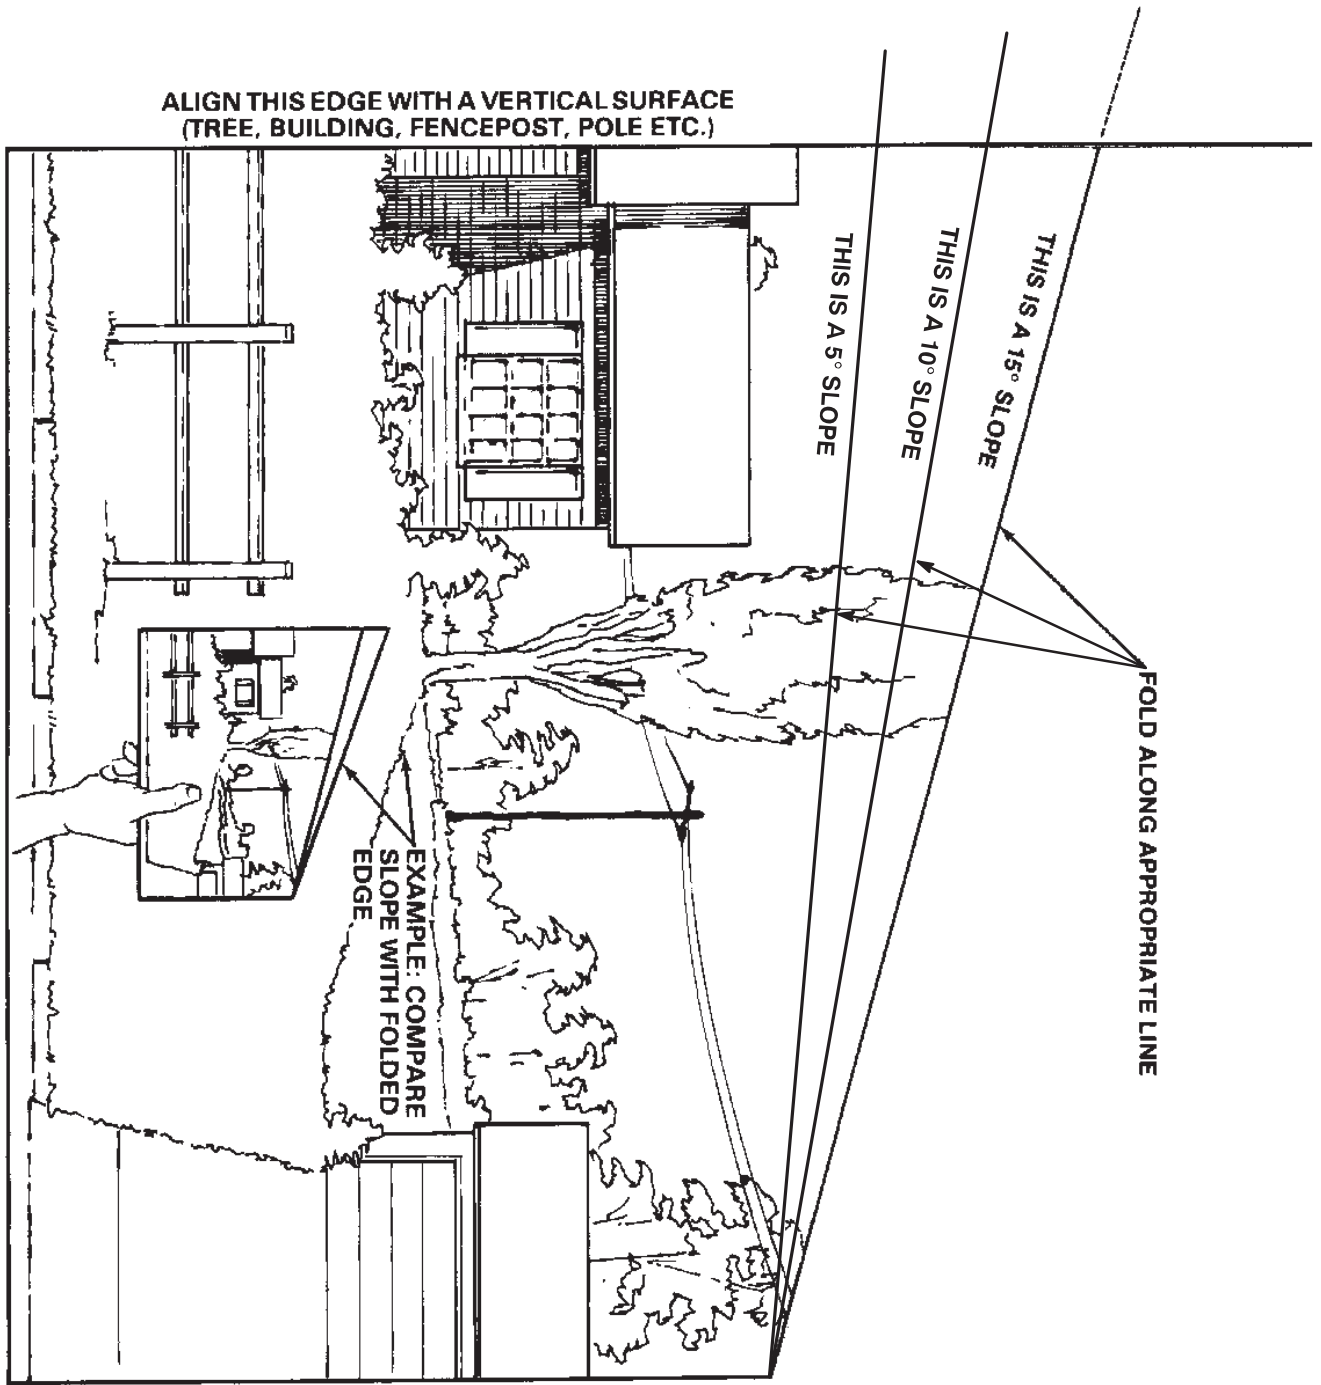 ALIGN THIS EDGE WITH A VERTICAL SURFACE
(TREE, BUILDING, FENCEPOST, POLE ETC.)
THIS IS A 5° SLOPE
THIS IS A 10° SLOPE
THIS IS A 15° SLOPE
FOLD ALONG APPROPRIATE LINE
EXAMPLE: COMPARE
SLOPE WITH FOLDED
EDGE